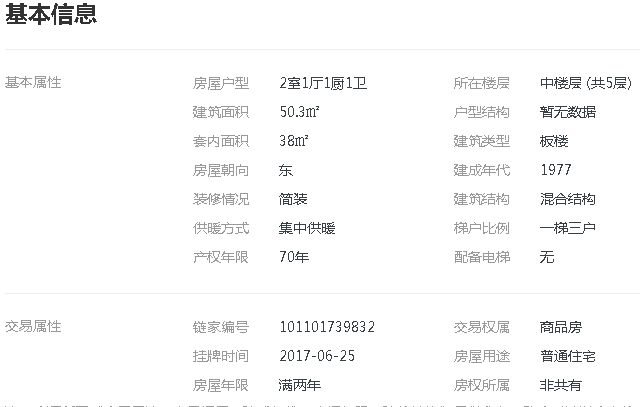 基本信息
基本属性 房屋户型 2室1厅1厨1卫 所在楼层 中楼层 (共5层)
建筑面积 50.3㎡ 户型结构 暂无数据
套内面积 38㎡ 建筑类型 板楼
房屋朝向 东 建成年代 1977
装修情况 简装 建筑结构 混合结构
供暖方式 集中供暖 梯户比例 一梯三户
产权年限 70年 配备电梯 无
交易属性 链家编号 101101739832 交易权属 商品房
挂牌时间 2017-06-25 房屋用途 普通住宅
房屋年限 满两年 房权所属 非共有